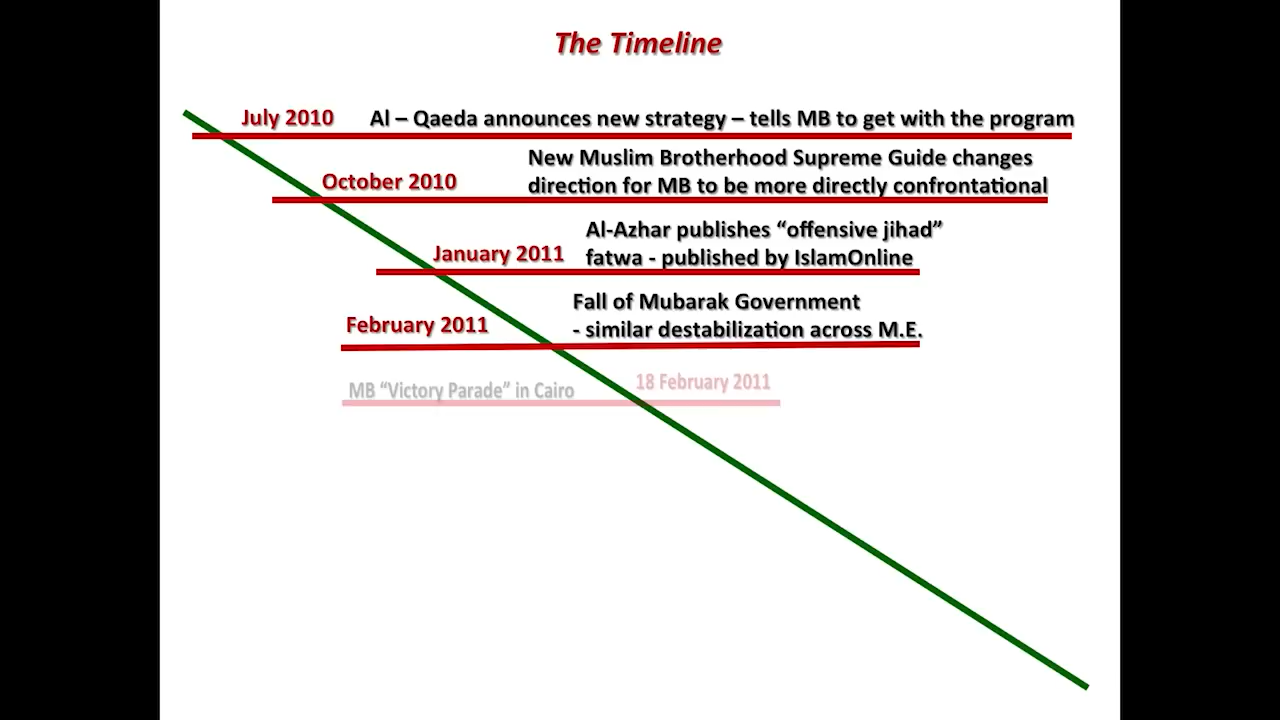 The Timeline
July 2010 Al – Qaeda announces new strategy – tells MB to get with the program
New Muslim Brotherhood Supreme Guide changes
October 2010 direction for MB to be more directly confrontational
Al-Azhar publishes “offensive jihad”
January 2011 fatwa - published by IslamOnline
Fall of Mubarak Government
February 2011 - similar destabilization across M.E.
MB “Victory Parade” in Cairo 18 February 2011